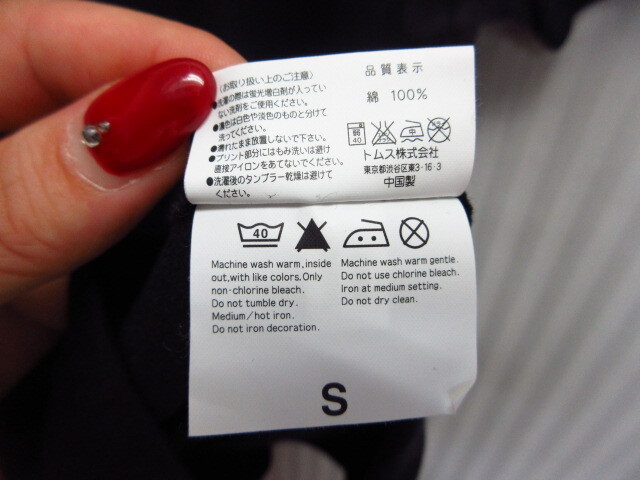 〈お取り扱い上のご注意〉
●洗濯の際は蛍光増白剤が入ってい
ない洗剤をご使用ください。
●濃色は白色や淡色のものと分けて
洗ってください。
●濡れたまま放置しないで下さい。
●プリント部分にはもみ洗いは避け
直接アイロンをあてないでください。
●洗濯後のタンブラー乾燥は避けて
ください。
品質表示
綿 100%
弱
40
中
トムス株式会社
東京都渋谷区東3-16-3
中国製
40
Machine wash warm,inside
out,with like colors.Only
non-chlorine bleach.
Do not tumble dry.
Medium/hot iron.
Do not iron decoration.
Machine wash warm gentle.
Do not use chlorine bleach.
Iron at medium setting.
Do not dry clean.
S